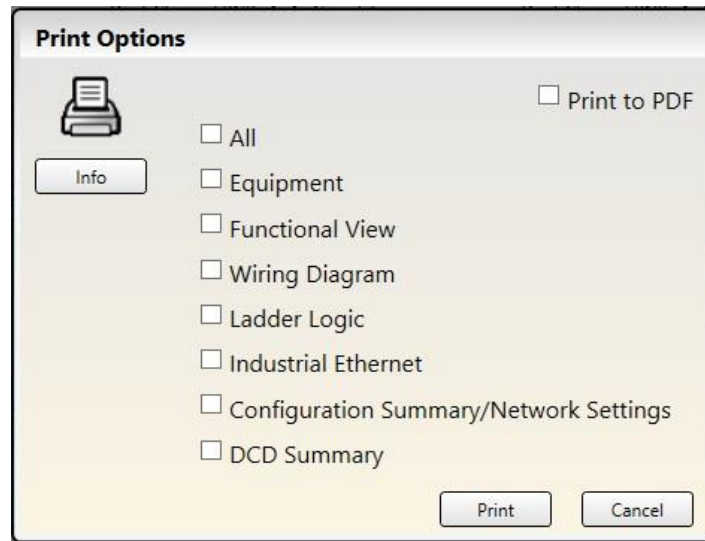 Print Options
Print to PDF
All
Info
Equipment
Functional View
Wiring Diagram
Ladder Logic
Industrial Ethernet
Configuration Summary/Network Settings
DCD Summary
Print
Cancel